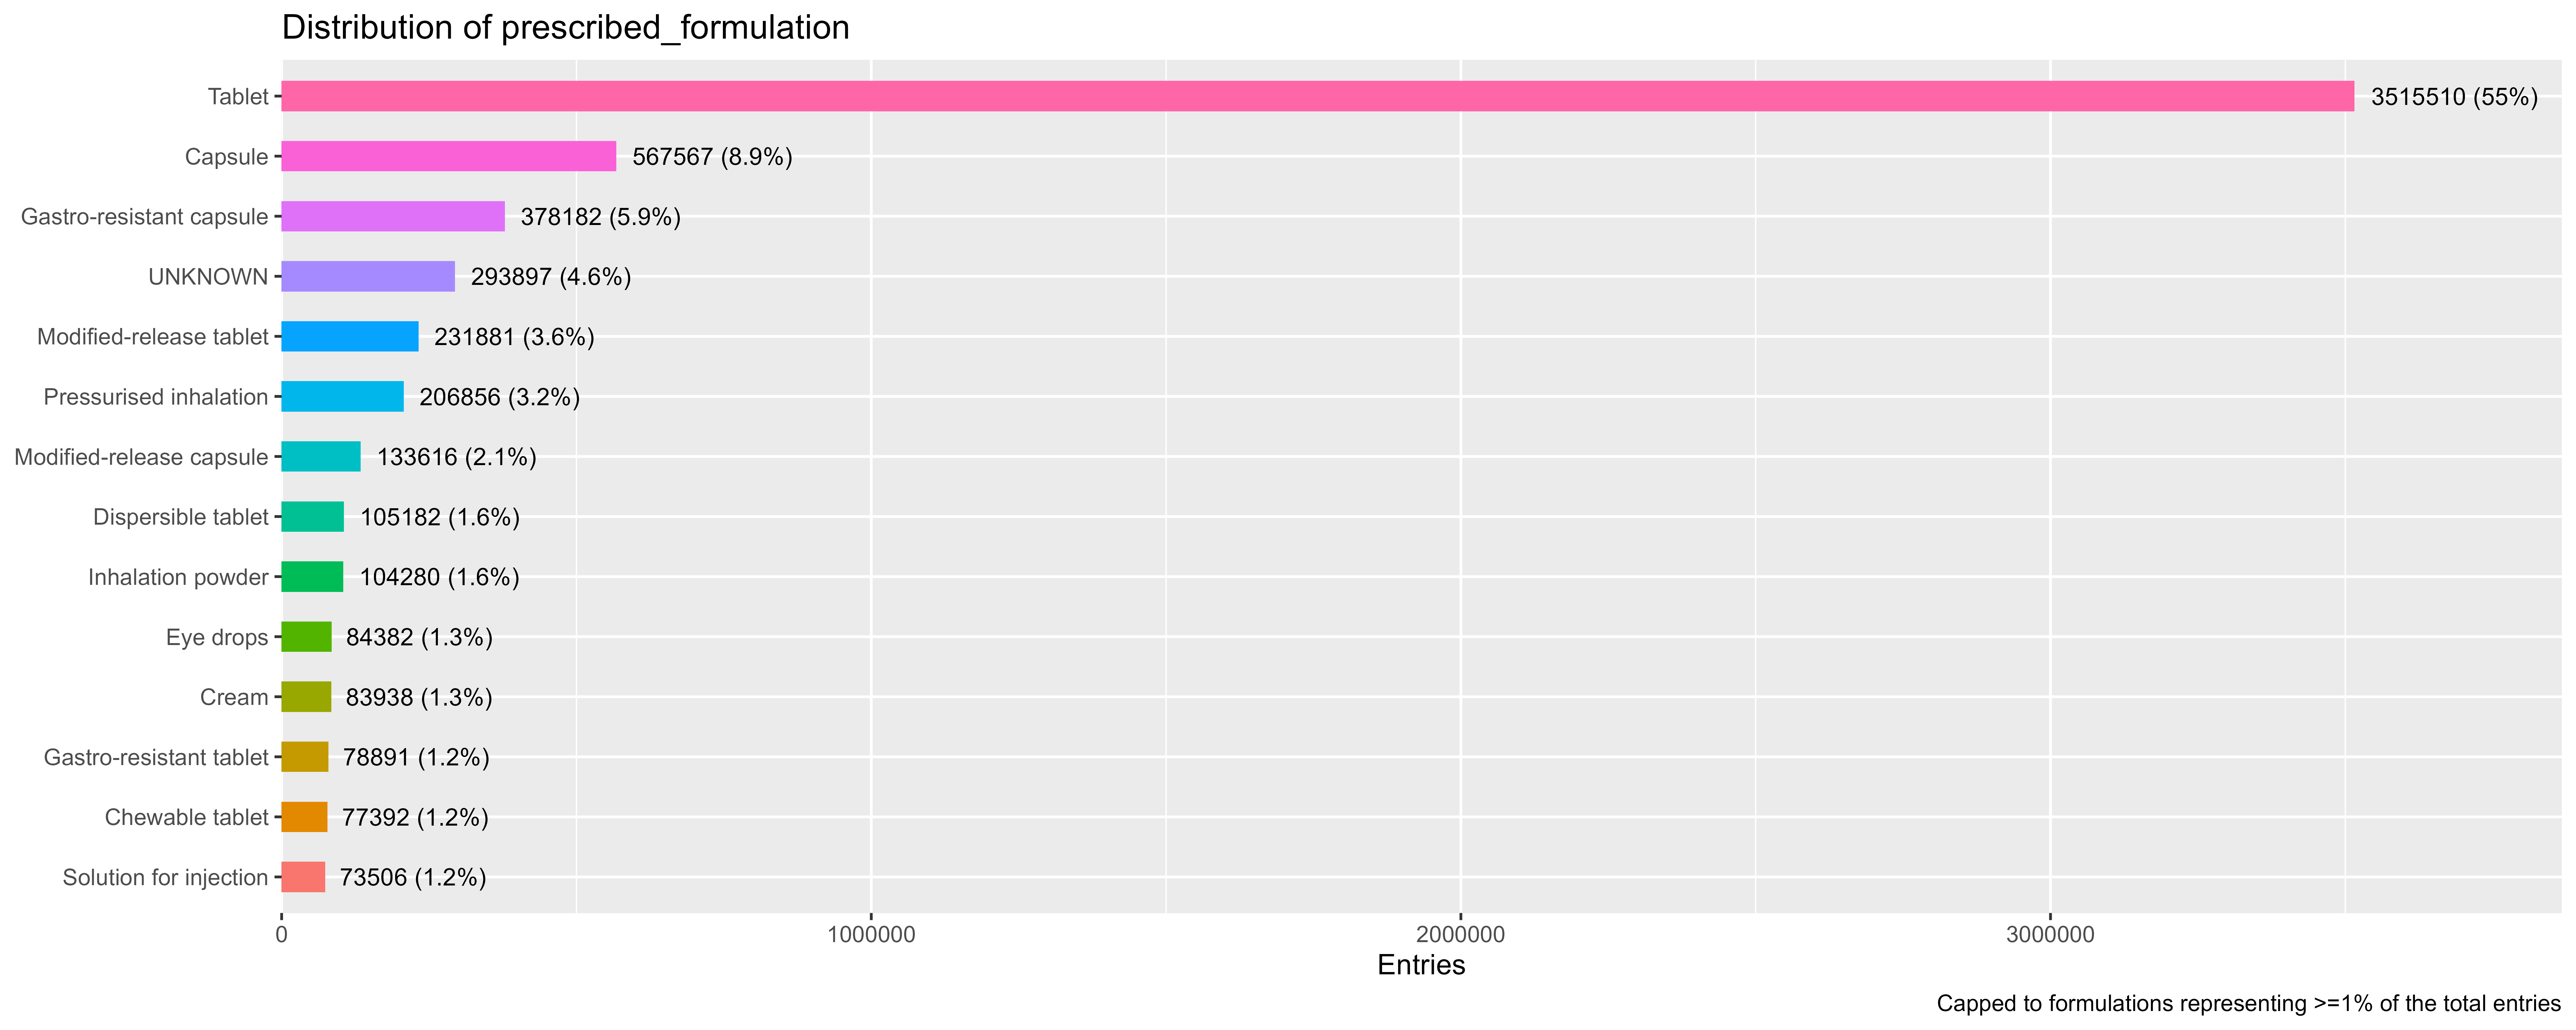 Distribution of prescribed_formulation
Tablet 3515510 (55%)
Capsule 567567 (8.9%)
Gastro-resistant capsule 378182 (5.9%)
UNKNOWN 293897 (4.6%)
Modified-release tablet 231881 (3.6%)
Pressurised inhalation 206856 (3.2%)
Modified-release capsule 133616 (2.1%)
Dispersible tablet 105182 (1.6%)
Inhalation powder 104280 (1.6%)
Eye drops 84382 (1.3%)
Cream 83938 (1.3%)
Gastro-resistant tablet 78891 (1.2%)
Chewable tablet 77392 (1.2%)
Solution for injection 73506 (1.2%)
0 1000000 2000000 3000000
Entries
Capped to formulations representing >=1% of the total entries